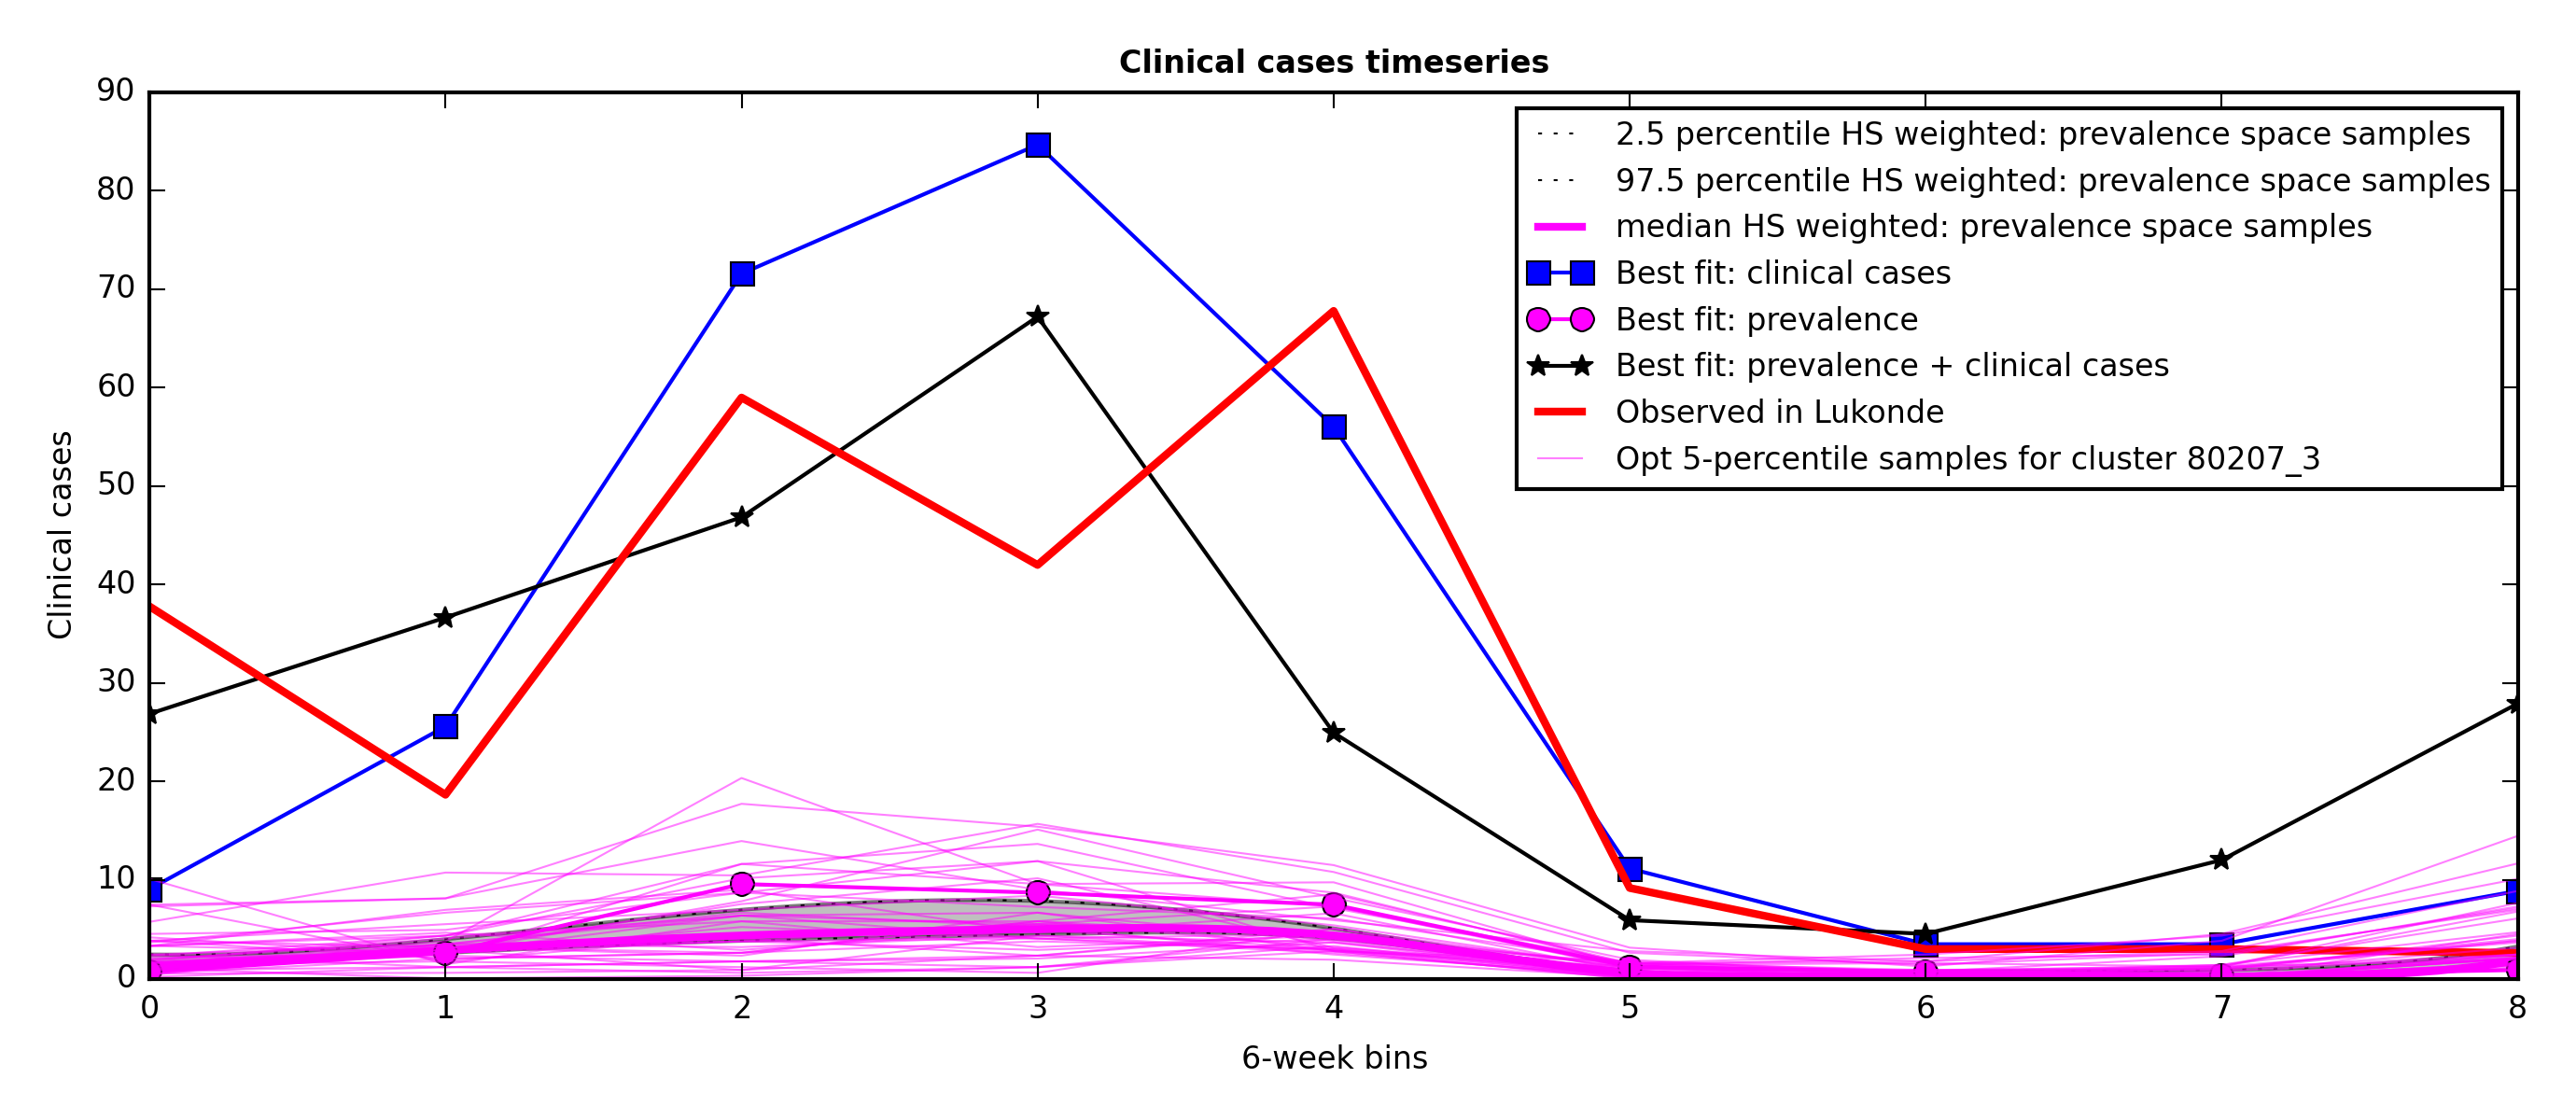 Clinical cases timeseries
90
80
70
60
50
40
30
20
10
0
Clinical cases
2.5 percentile HS weighted: prevalence space samples
97.5 percentile HS weighted: prevalence space samples
median HS weighted: prevalence space samples
Best fit: clinical cases
Best fit: prevalence
Best fit: prevalence + clinical cases
Observed in Lukonde
Opt 5-percentile samples for cluster 80207_3
0 1 2 3 4 5 6 7 8
6-week bins